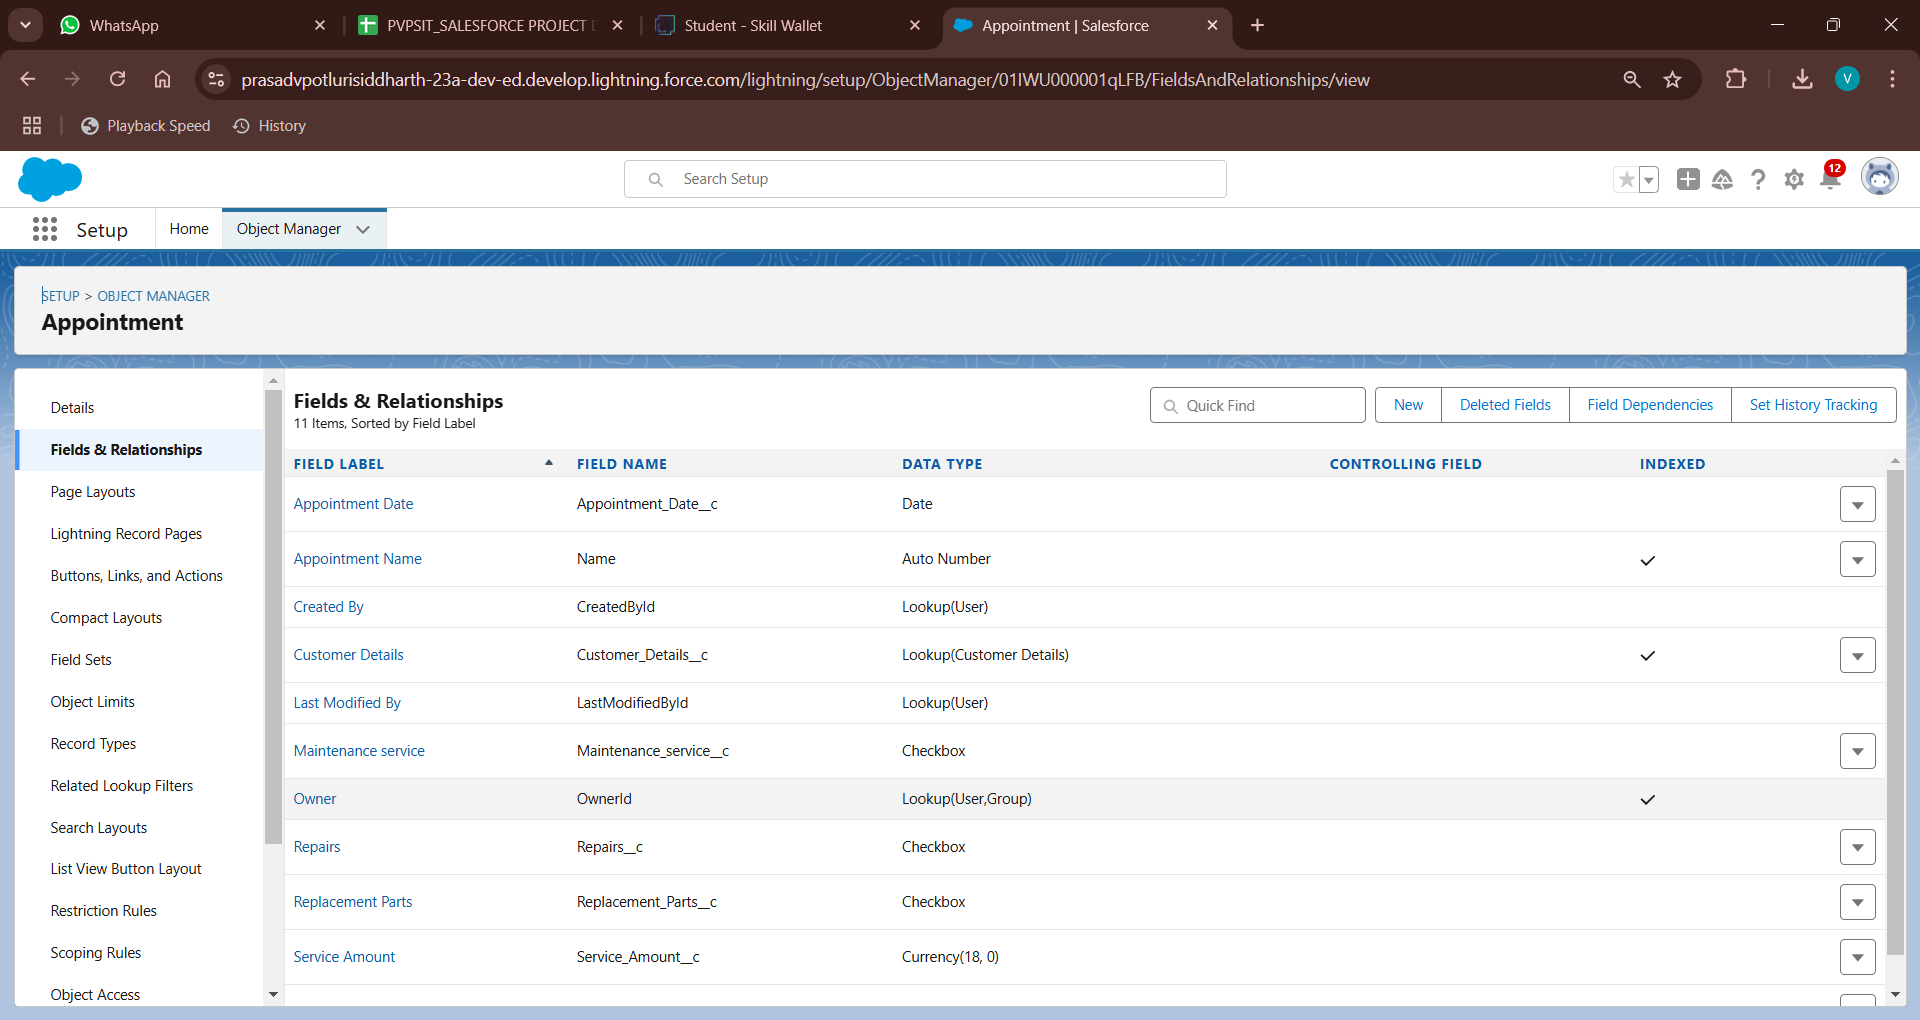 WhatsApp
PVPSIT_SALESFORCE PROJECT
Student - Skill Wallet
Appointment | Salesforce
prasadvpotlurisiddharth-23a-dev-ed.develop.lightning.force.com/lightning/setup/ObjectManager/01IWU000001qLFB/FieldsAndRelationships/view
V
Playback Speed
History
Search Setup
12
Setup
Home
Object Manager
SETUP > OBJECT MANAGER
Appointment
Details
Fields & Relationships
Page Layouts
Lightning Record Pages
Buttons, Links, and Actions
Compact Layouts
Field Sets
Object Limits
Record Types
Related Lookup Filters
Search Layouts
List View Button Layout
Restriction Rules
Scoping Rules
Object Access
Fields & Relationships
11 Items, Sorted by Field Label
Quick Find
New
Deleted Fields
Field Dependencies
Set History Tracking
FIELD LABEL FIELD NAME DATA TYPE CONTROLLING FIELD INDEXED
Appointment Date Appointment_Date__c Date
Appointment Name Name Auto Number
Created By CreatedById Lookup(User)
Customer Details Customer_Details__c Lookup(Customer Details)
Last Modified By LastModifiedById Lookup(User)
Maintenance service Maintenance_service__c Checkbox
Owner OwnerId Lookup(User,Group)
Repairs Repairs__c Checkbox
Replacement Parts Replacement_Parts__c Checkbox
Service Amount Service_Amount__c Currency(18, 0)